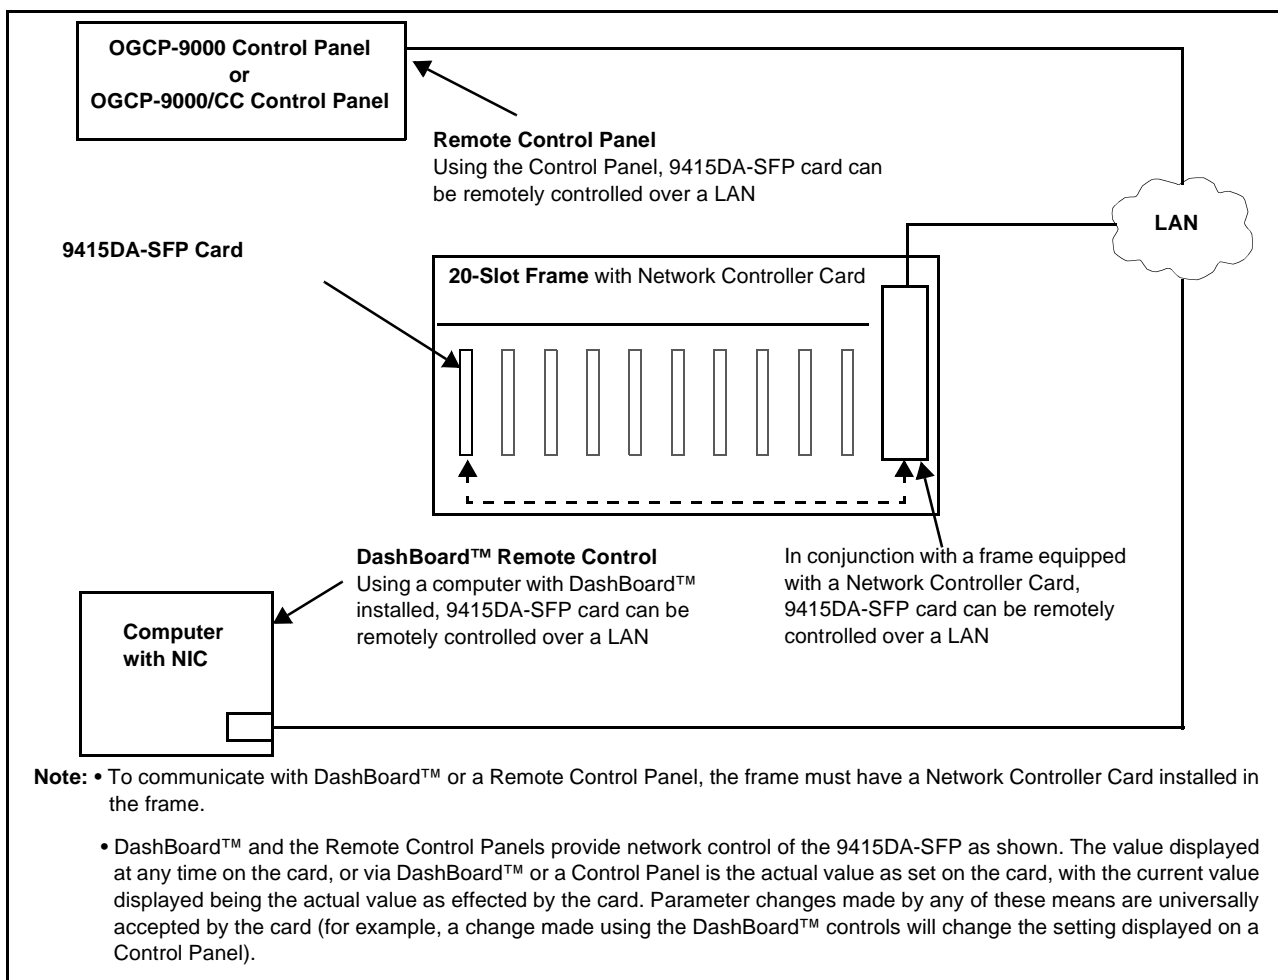 OGCP-9000 Control Panel
or
OGCP-9000/CC Control Panel
Remote Control Panel
Using the Control Panel, 9415DA-SFP card can
be remotely controlled over a LAN
LAN
9415DA-SFP Card
20-Slot Frame with Network Controller Card
DashBoard™ Remote Control
Using a computer with DashBoard™
installed, 9415DA-SFP card can be
remotely controlled over a LAN
In conjunction with a frame equipped
with a Network Controller Card,
9415DA-SFP card can be remotely
controlled over a LAN
Computer
with NIC
Note: • To communicate with DashBoard™ or a Remote Control Panel, the frame must have a Network Controller Card installed in
the frame.
• DashBoard™ and the Remote Control Panels provide network control of the 9415DA-SFP as shown. The value displayed
at any time on the card, or via DashBoard™ or a Control Panel is the actual value as set on the card, with the current value
displayed being the actual value as effected by the card. Parameter changes made by any of these means are universally
accepted by the card (for example, a change made using the DashBoard™ controls will change the setting displayed on a
Control Panel).